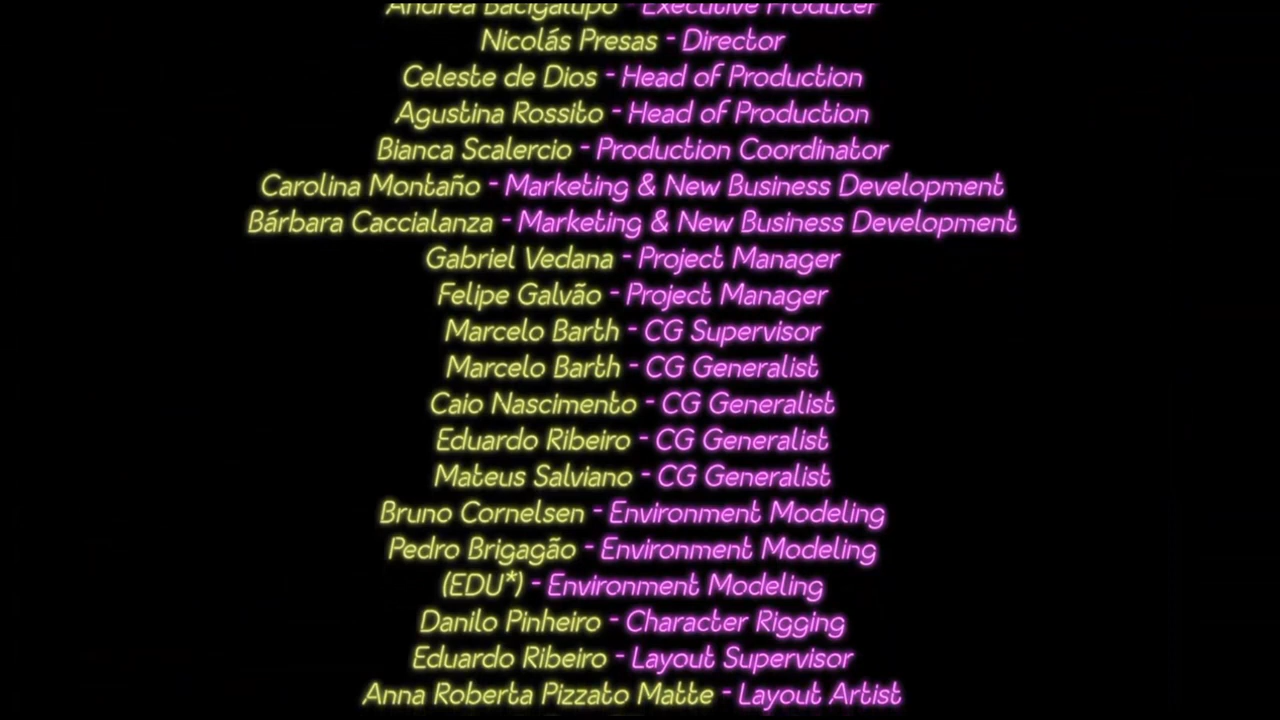 Andrea Bacigalupo - Executive Producer
Nicolás Presas - Director
Celeste de Dios - Head of Production
Agustina Rossito - Head of Production
Bianca Scalercio - Production Coordinator
Carolina Montaño - Marketing & New Business Development
Bárbara Caccialanza - Marketing & New Business Development
Gabriel Vedana - Project Manager
Felipe Galvão - Project Manager
Marcelo Barth - CG Supervisor
Marcelo Barth - CG Generalist
Caio Nascimento - CG Generalist
Eduardo Ribeiro - CG Generalist
Mateus Salviano - CG Generalist
Bruno Cornelsen - Environment Modeling
Pedro Brigagão - Environment Modeling
(EDU*) - Environment Modeling
Danilo Pinheiro - Character Rigging
Eduardo Ribeiro - Layout Supervisor
Anna Roberta Pizzato Matte - Layout Artist